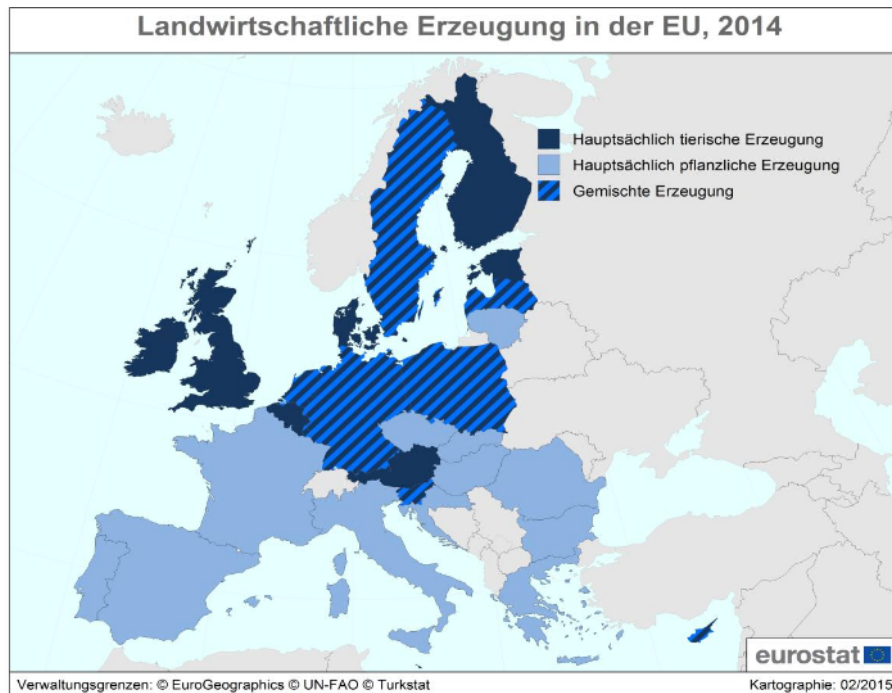 Landwirtschaftliche Erzeugung in der EU, 2014
Hauptsächlich tierische Erzeugung
Hauptsächlich pflanzliche Erzeugung
Gemischte Erzeugung
eurostat
Verwaltungsgrenzen: © EuroGeographics © UN-FAO © Turkstat
Kartographie: 02/2015